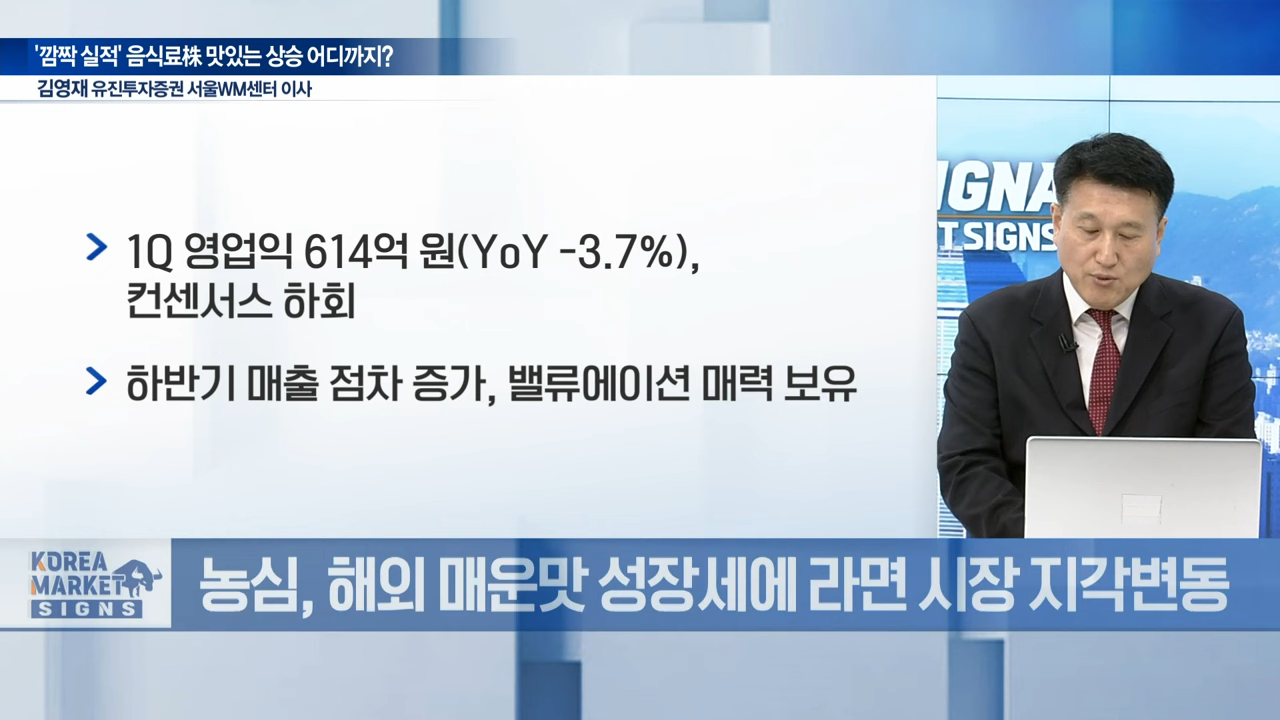 '깜짝 실적' 음식료株 맛있는 상승 어디까지?
김영재 유진투자증권 서울WM센터 이사
1Q 영업익 614억 원(YoY -3.7%),
컨센서스 하회
하반기 매출 점차 증가, 밸류에이션 매력 보유
IGNA
T SIGNS
KOREA
MARKET
SIGNS
농심, 해외 매운맛 성장세에 라면 시장 지각변동